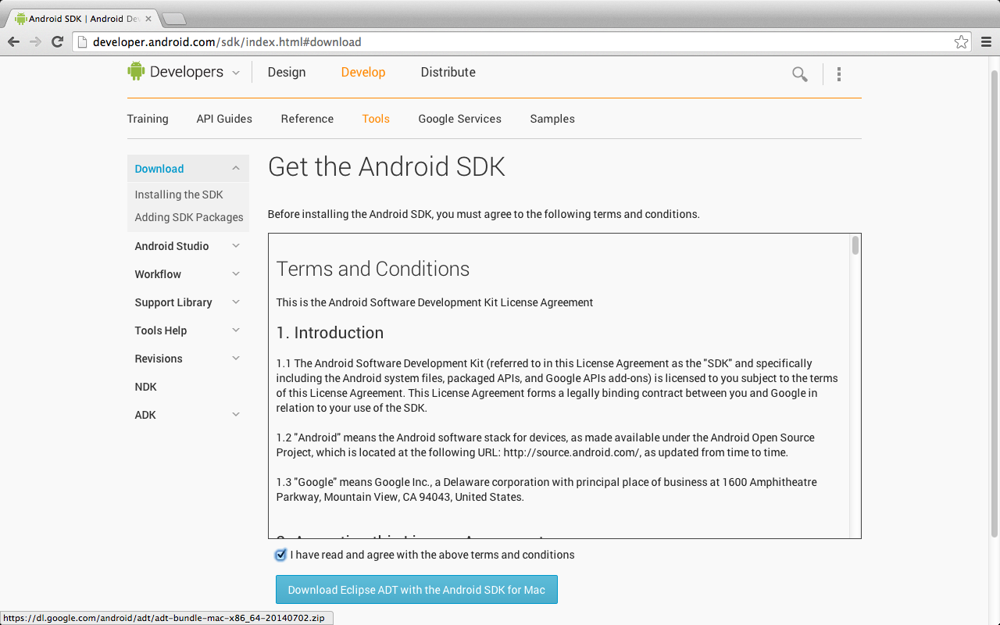 Android SDK | Android De
developer.android.com/sdk/index.html#download
Developers
Design
Develop
Distribute
Training
API Guides
Reference
Tools
Google Services
Samples
Download
Installing the SDK
Adding SDK Packages
Android Studio
Workflow
Support Library
Tools Help
Revisions
NDK
ADK
Get the Android SDK
Before installing the Android SDK, you must agree to the following terms and conditions.
Terms and Conditions
This is the Android Software Development Kit License Agreement
1. Introduction
1.1 The Android Software Development Kit (referred to in this License Agreement as the "SDK" and specifically
including the Android system files, packaged APIs, and Google APIs add-ons) is licensed to you subject to the terms
of this License Agreement. This License Agreement forms a legally binding contract between you and Google in
relation to your use of the SDK.
1.2 "Android" means the Android software stack for devices, as made available under the Android Open Source
Project, which is located at the following URL: http://source.android.com/, as updated from time to time.
1.3 "Google" means Google Inc., a Delaware corporation with principal place of business at 1600 Amphitheatre
Parkway, Mountain View, CA 94043, United States.
I have read and agree with the above terms and conditions
Download Eclipse ADT with the Android SDK for Mac
https://dl.google.com/android/adt/adt-bundle-mac-x86_64-20140702.zip